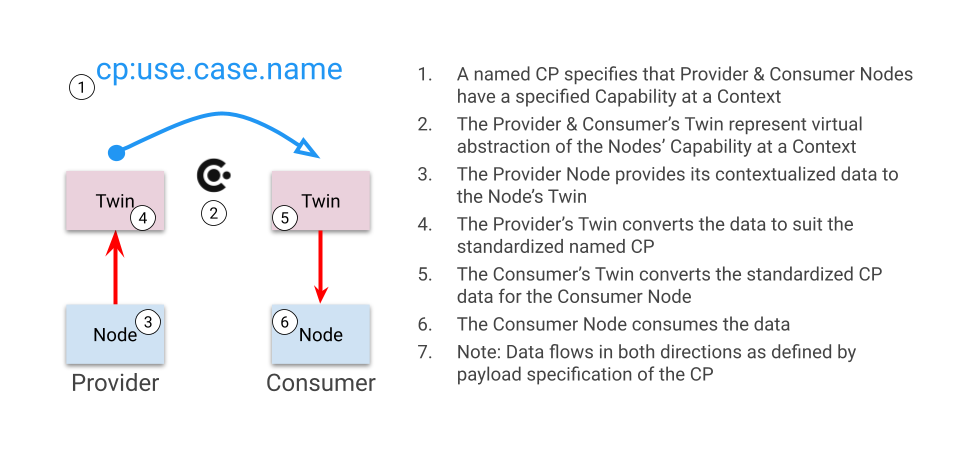 cp:use.case.name
1
Twin
4
2
Twin
5
Node
3
6
Node
Provider
Consumer
1. A named CP specifies that Provider & Consumer Nodes
have a specified Capability at a Context
2. The Provider & Consumer’s Twin represent virtual
abstraction of the Nodes’ Capability at a Context
3. The Provider Node provides its contextualized data to
the Node’s Twin
4. The Provider’s Twin converts the data to suit the
standardized named CP
5. The Consumer’s Twin converts the standardized CP
data for the Consumer Node
6. The Consumer Node consumes the data
7. Note: Data flows in both directions as defined by
payload specification of the CP